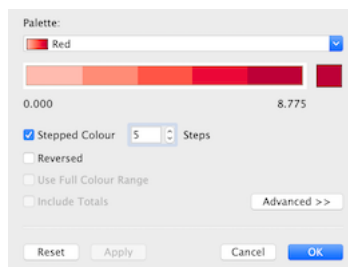 Palette:
Red
0.000 8.775
Stepped Colour 5 Steps
Reversed
Use Full Colour Range
Include Totals Advanced >>
Reset Apply Cancel OK